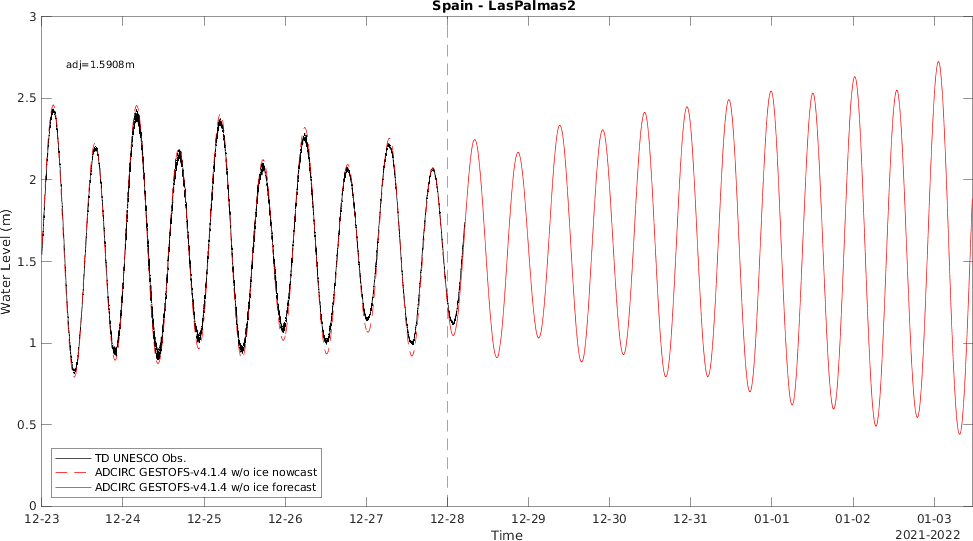 Spain - LasPalmas2
3
adj=1.5908m
2.5
2
1.5
1
0.5
0
Water Level (m)
TD UNESCO Obs.
ADCIRC GESTOFS-v4.1.4 w/o ice nowcast
ADCIRC GESTOFS-v4.1.4 w/o ice forecast
12-23 12-24 12-25 12-26 12-27 12-28 12-29 12-30 12-31 01-01 01-02 01-03
Time
2021-2022